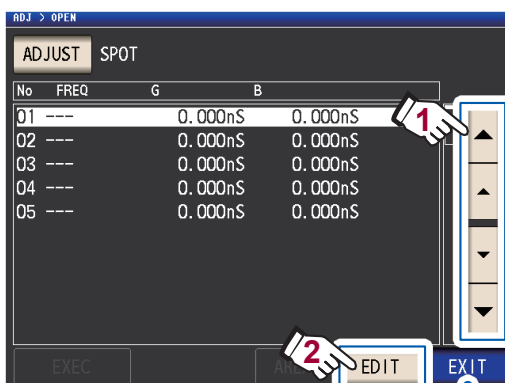 ADJ > OPEN
ADJUST SPOT
No FREQ G B
01 --- 0.000nS 0.000nS
02 --- 0.000nS 0.000nS
03 --- 0.000nS 0.000nS
04 --- 0.000nS 0.000nS
05 --- 0.000nS 0.000nS
1
2
EXEC EDIT EXIT